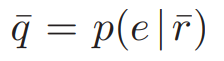 q̄ = p(e | r̄)